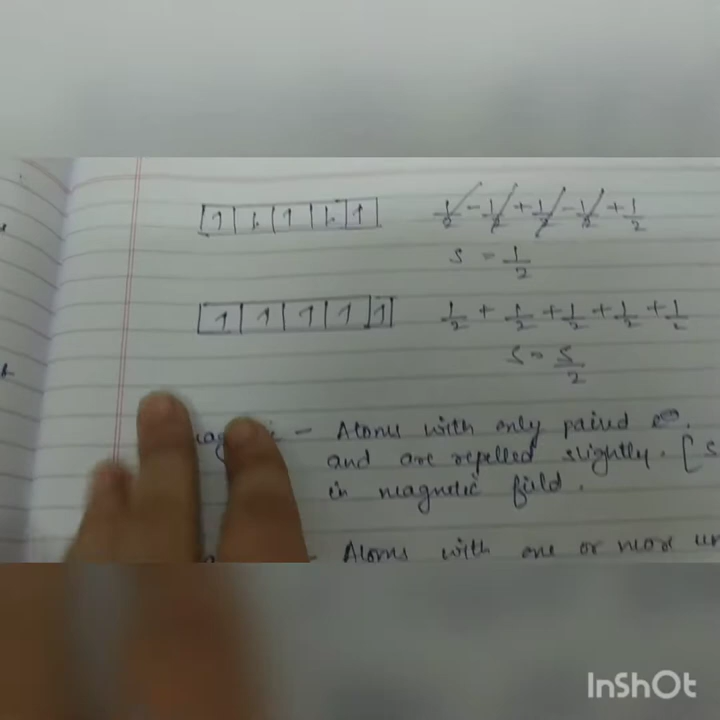 1/2 - 1/2 + 1/2 - 1/2 + 1/2
s = 1/2
1/2 + 1/2 + 1/2 + 1/2 + 1/2
s = 5/2
- Atoms with only paired
and are repelled slightly. [s
in magnetic field.
- Atoms with one or more un
InShOt